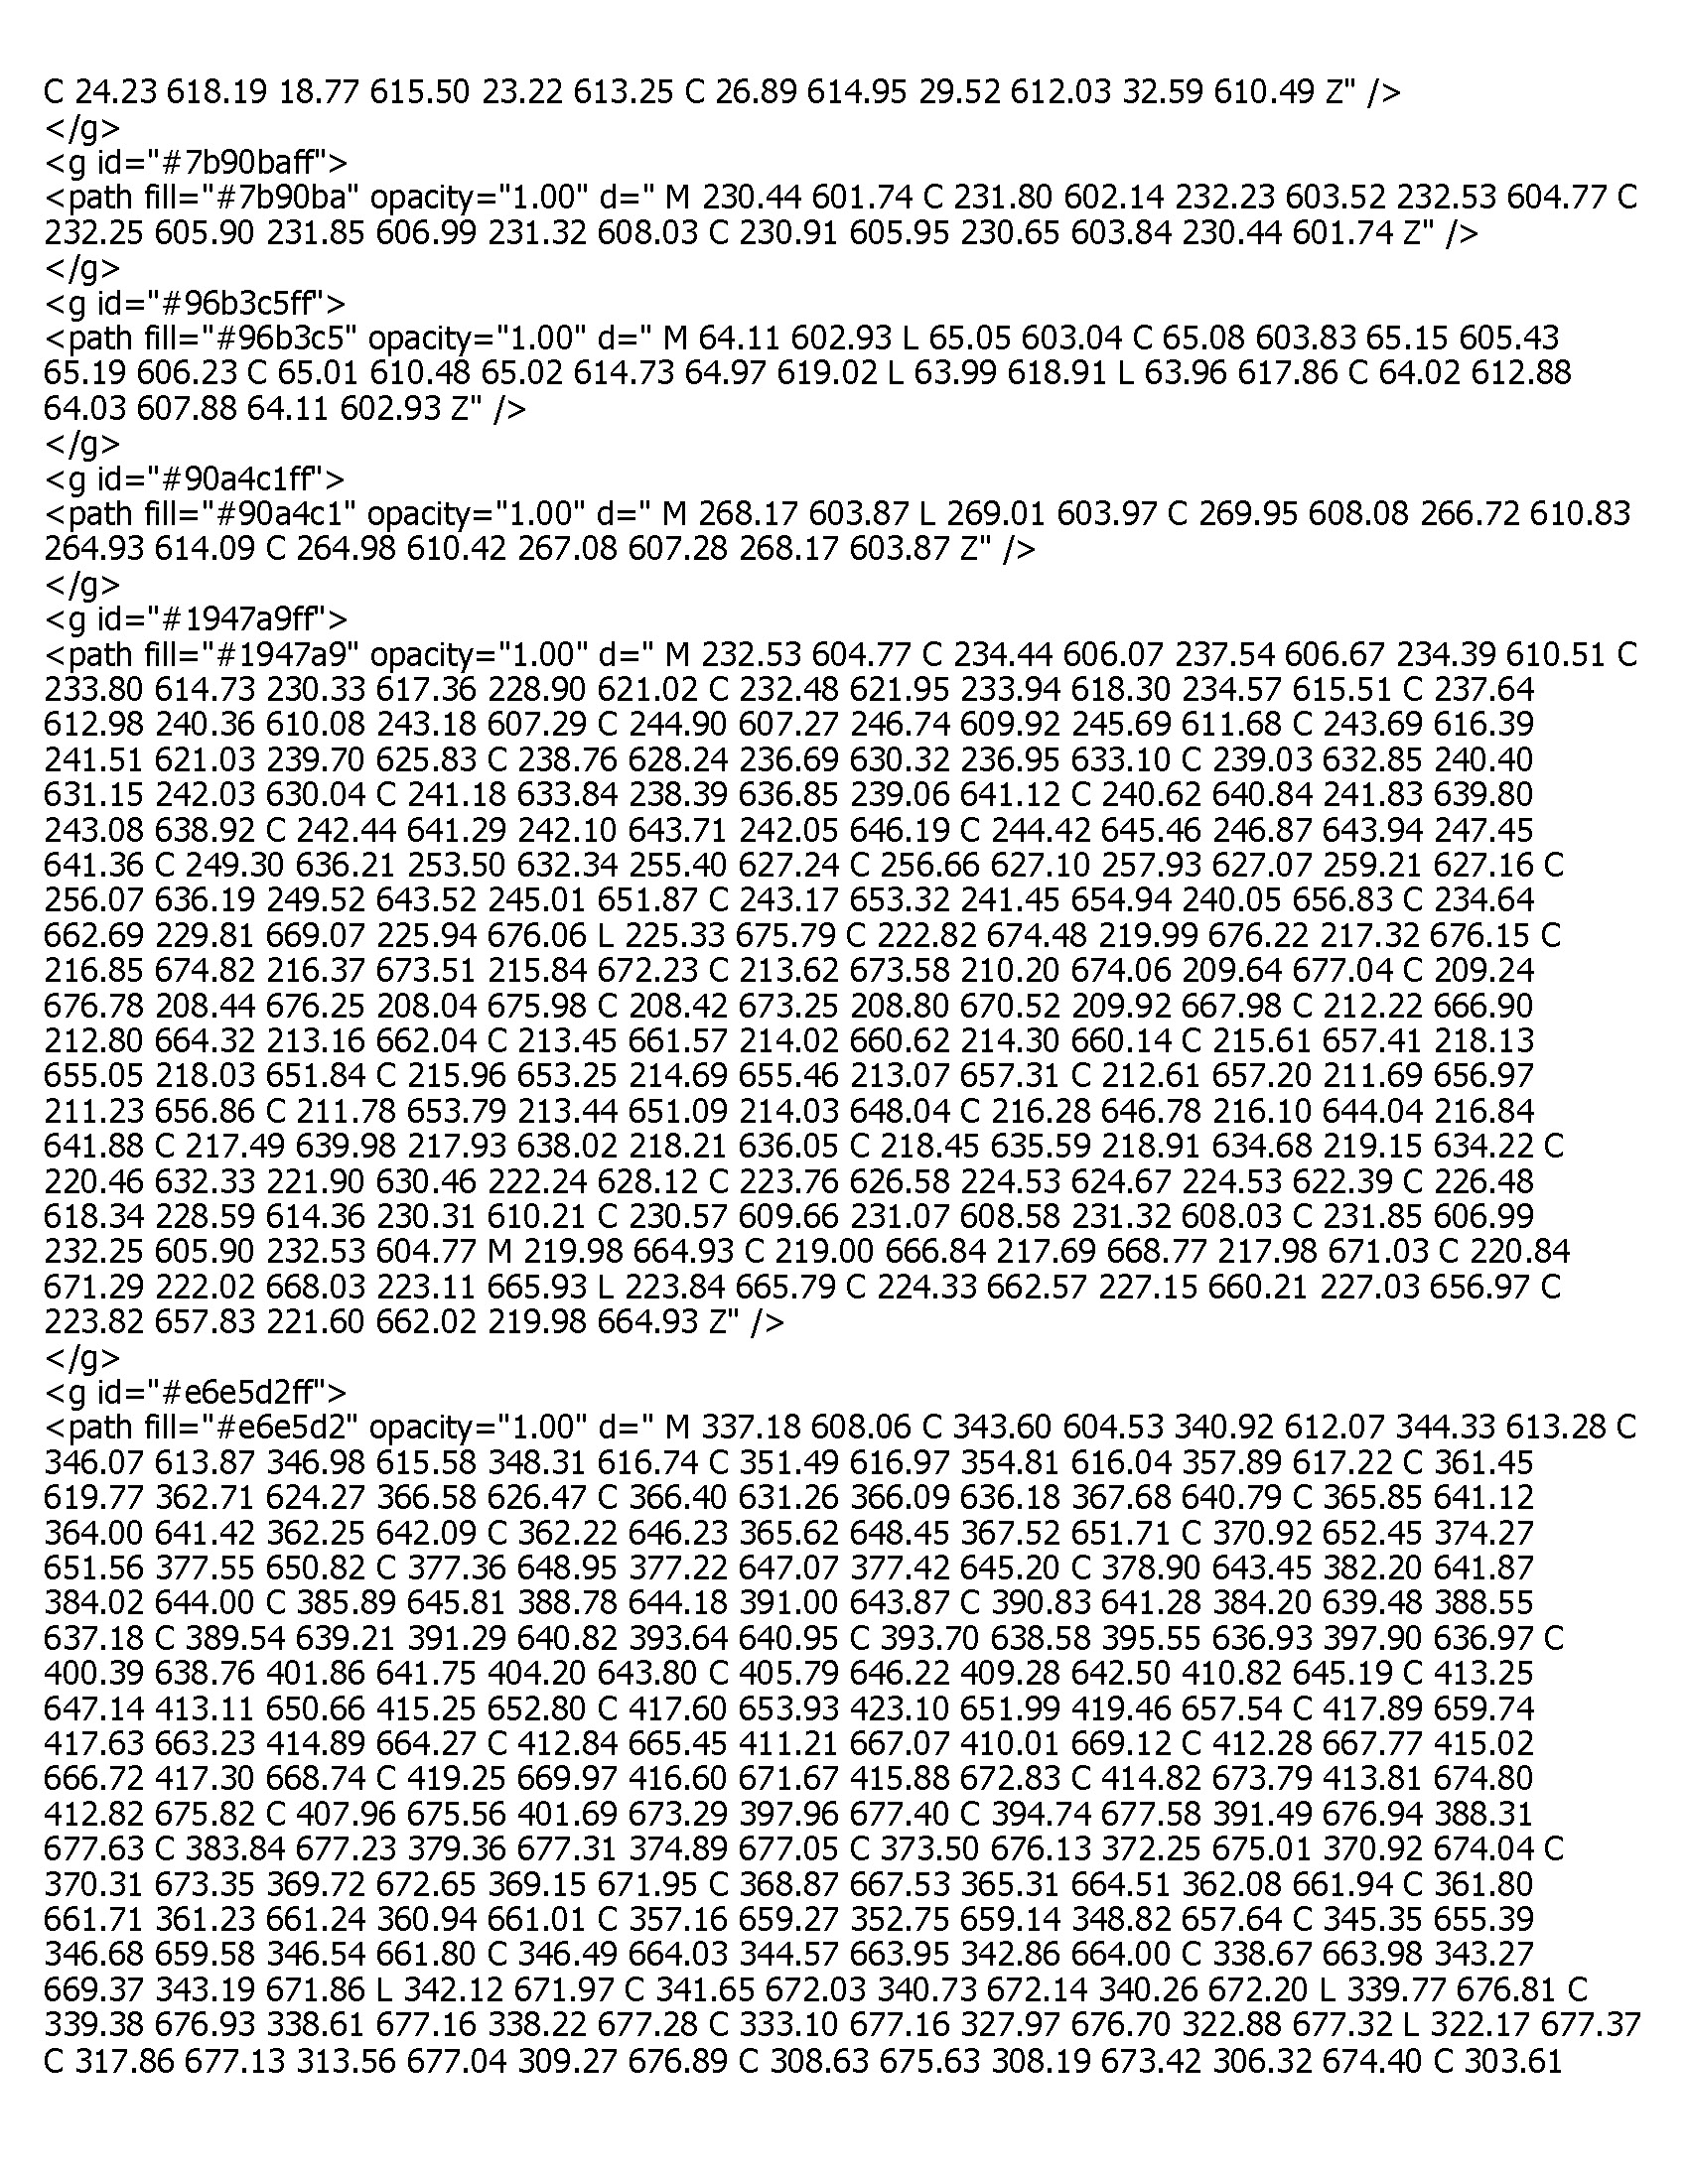 C 24.23 618.19 18.77 615.50 23.22 613.25 C 26.89 614.95 29.52 612.03 32.59 610.49 Z" />
</g>
<g id="#7b90baff">
<path fill="#7b90ba" opacity="1.00" d=" M 230.44 601.74 C 231.80 602.14 232.23 603.52 232.53 604.77 C
232.25 605.90 231.85 606.99 231.32 608.03 C 230.91 605.95 230.65 603.84 230.44 601.74 Z" />
</g>
<g id="#96b3c5ff">
<path fill="#96b3c5" opacity="1.00" d=" M 64.11 602.93 L 65.05 603.04 C 65.08 603.83 65.15 605.43
65.19 606.23 C 65.01 610.48 65.02 614.73 64.97 619.02 L 63.99 618.91 L 63.96 617.86 C 64.02 612.88
64.03 607.88 64.11 602.93 Z" />
</g>
<g id="#90a4c1ff">
<path fill="#90a4c1" opacity="1.00" d=" M 268.17 603.87 L 269.01 603.97 C 269.95 608.08 266.72 610.83
264.93 614.09 C 264.98 610.42 267.08 607.28 268.17 603.87 Z" />
</g>
<g id="#1947a9ff">
<path fill="#1947a9" opacity="1.00" d=" M 232.53 604.77 C 234.44 606.07 237.54 606.67 234.39 610.51 C
233.80 614.73 230.33 617.36 228.90 621.02 C 232.48 621.95 233.94 618.30 234.57 615.51 C 237.64
612.98 240.36 610.08 243.18 607.29 C 244.90 607.27 246.74 609.92 245.69 611.68 C 243.69 616.39
241.51 621.03 239.70 625.83 C 238.76 628.24 236.69 630.32 236.95 633.10 C 239.03 632.85 240.40
631.15 242.03 630.04 C 241.18 633.84 238.39 636.85 239.06 641.12 C 240.62 640.84 241.83 639.80
243.08 638.92 C 242.44 641.29 242.10 643.71 242.05 646.19 C 244.42 645.46 246.87 643.94 247.45
641.36 C 249.30 636.21 253.50 632.34 255.40 627.24 C 256.66 627.10 257.93 627.07 259.21 627.16 C
256.07 636.19 249.52 643.52 245.01 651.87 C 243.17 653.32 241.45 654.94 240.05 656.83 C 234.64
662.69 229.81 669.07 225.94 676.06 L 225.33 675.79 C 222.82 674.48 219.99 676.22 217.32 676.15 C
216.85 674.82 216.37 673.51 215.84 672.23 C 213.62 673.58 210.20 674.06 209.64 677.04 C 209.24
676.78 208.44 676.25 208.04 675.98 C 208.42 673.25 208.80 670.52 209.92 667.98 C 212.22 666.90
212.80 664.32 213.16 662.04 C 213.45 661.57 214.02 660.62 214.30 660.14 C 215.61 657.41 218.13
655.05 218.03 651.84 C 215.96 653.25 214.69 655.46 213.07 657.31 C 212.61 657.20 211.69 656.97
211.23 656.86 C 211.78 653.79 213.44 651.09 214.03 648.04 C 216.28 646.78 216.10 644.04 216.84
641.88 C 217.49 639.98 217.93 638.02 218.21 636.05 C 218.45 635.59 218.91 634.68 219.15 634.22 C
220.46 632.33 221.90 630.46 222.24 628.12 C 223.76 626.58 224.53 624.67 224.53 622.39 C 226.48
618.34 228.59 614.36 230.31 610.21 C 230.57 609.66 231.07 608.58 231.32 608.03 C 231.85 606.99
232.25 605.90 232.53 604.77 M 219.98 664.93 C 219.00 666.84 217.69 668.77 217.98 671.03 C 220.84
671.29 222.02 668.03 223.11 665.93 L 223.84 665.79 C 224.33 662.57 227.15 660.21 227.03 656.97 C
223.82 657.83 221.60 662.02 219.98 664.93 Z" />
</g>
<g id="#e6e5d2ff">
<path fill="#e6e5d2" opacity="1.00" d=" M 337.18 608.06 C 343.60 604.53 340.92 612.07 344.33 613.28 C
346.07 613.87 346.98 615.58 348.31 616.74 C 351.49 616.97 354.81 616.04 357.89 617.22 C 361.45
619.77 362.71 624.27 366.58 626.47 C 366.40 631.26 366.09 636.18 367.68 640.79 C 365.85 641.12
364.00 641.42 362.25 642.09 C 362.22 646.23 365.62 648.45 367.52 651.71 C 370.92 652.45 374.27
651.56 377.55 650.82 C 377.36 648.95 377.22 647.07 377.42 645.20 C 378.90 643.45 382.20 641.87
384.02 644.00 C 385.89 645.81 388.78 644.18 391.00 643.87 C 390.83 641.28 384.20 639.48 388.55
637.18 C 389.54 639.21 391.29 640.82 393.64 640.95 C 393.70 638.58 395.55 636.93 397.90 636.97 C
400.39 638.76 401.86 641.75 404.20 643.80 C 405.79 646.22 409.28 642.50 410.82 645.19 C 413.25
647.14 413.11 650.66 415.25 652.80 C 417.60 653.93 423.10 651.99 419.46 657.54 C 417.89 659.74
417.63 663.23 414.89 664.27 C 412.84 665.45 411.21 667.07 410.01 669.12 C 412.28 667.77 415.02
666.72 417.30 668.74 C 419.25 669.97 416.60 671.67 415.88 672.83 C 414.82 673.79 413.81 674.80
412.82 675.82 C 407.96 675.56 401.69 673.29 397.96 677.40 C 394.74 677.58 391.49 676.94 388.31
677.63 C 383.84 677.23 379.36 677.31 374.89 677.05 C 373.50 676.13 372.25 675.01 370.92 674.04 C
370.31 673.35 369.72 672.65 369.15 671.95 C 368.87 667.53 365.31 664.51 362.08 661.94 C 361.80
661.71 361.23 661.24 360.94 661.01 C 357.16 659.27 352.75 659.14 348.82 657.64 C 345.35 655.39
346.68 659.58 346.54 661.80 C 346.49 664.03 344.57 663.95 342.86 664.00 C 338.67 663.98 343.27
669.37 343.19 671.86 L 342.12 671.97 C 341.65 672.03 340.73 672.14 340.26 672.20 L 339.77 676.81 C
339.38 676.93 338.61 677.16 338.22 677.28 C 333.10 677.16 327.97 676.70 322.88 677.32 L 322.17 677.37
C 317.86 677.13 313.56 677.04 309.27 676.89 C 308.63 675.63 308.19 673.42 306.32 674.40 C 303.61